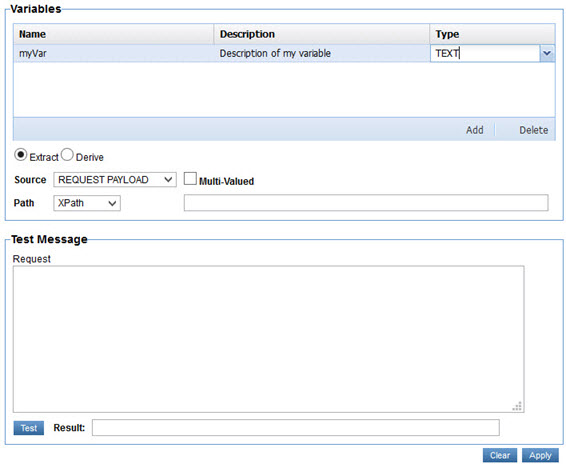 Variables
Name Description Type
myVar Description of my variable TEXT
Add Delete
Extract Derive
Source REQUEST PAYLOAD Multi-Valued
Path XPath
Test Message
Request
Test Result:
Clear Apply